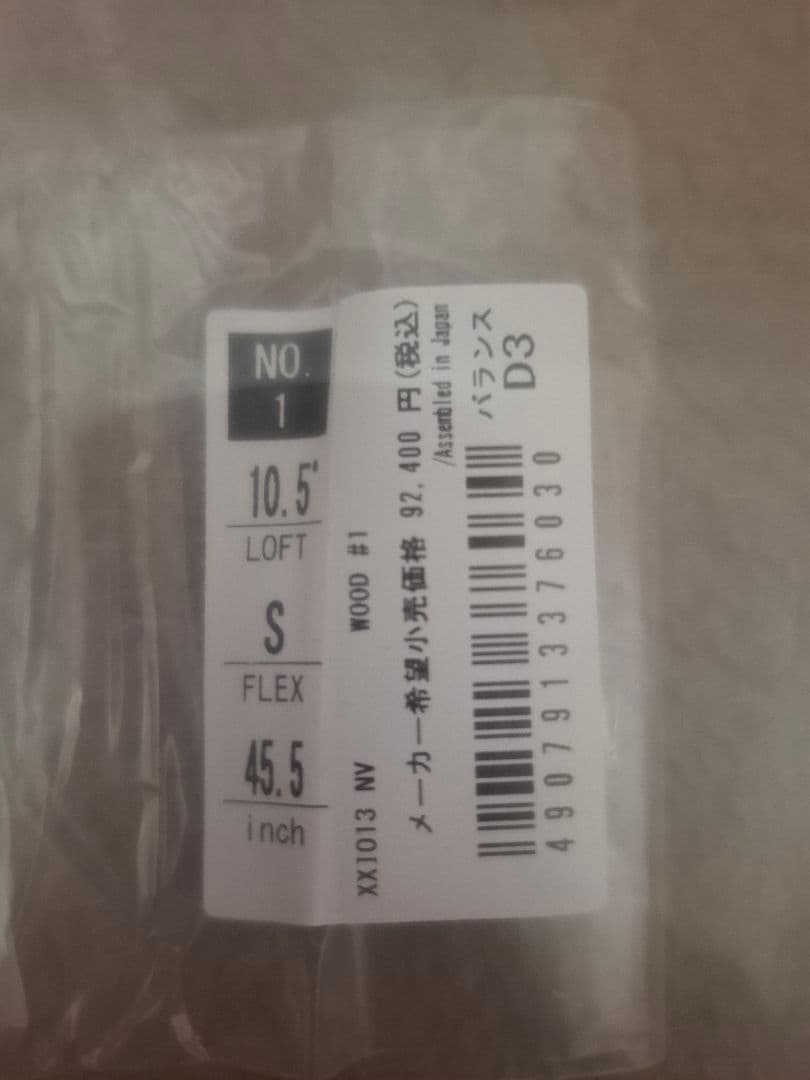 NO.
1
10.5°
LOFT
S
FLEX
45.5
inch
XXIO13 NV WOOD #1
メーカー希望小売価格 92,400 円(税込)
/Assembled in Japan
バランス
D3
4907913376030